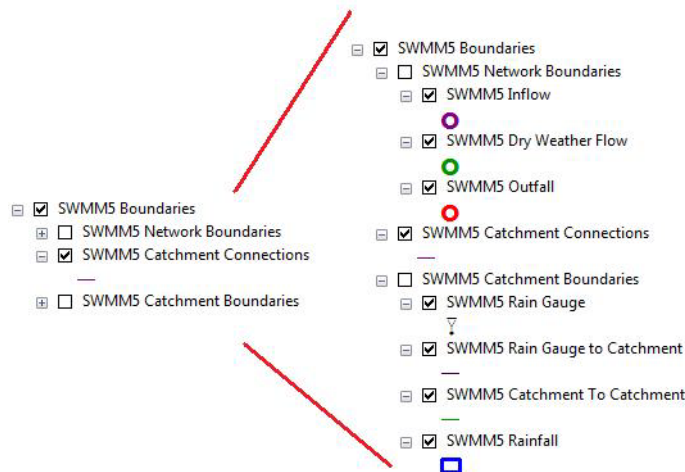 SWMM5 Boundaries
SWMM5 Network Boundaries
SWMM5 Catchment Connections
SWMM5 Catchment Boundaries
SWMM5 Boundaries
SWMM5 Network Boundaries
SWMM5 Inflow
SWMM5 Dry Weather Flow
SWMM5 Outfall
SWMM5 Catchment Connections
SWMM5 Catchment Boundaries
SWMM5 Rain Gauge
SWMM5 Rain Gauge to Catchment
SWMM5 Catchment To Catchment
SWMM5 Rainfall